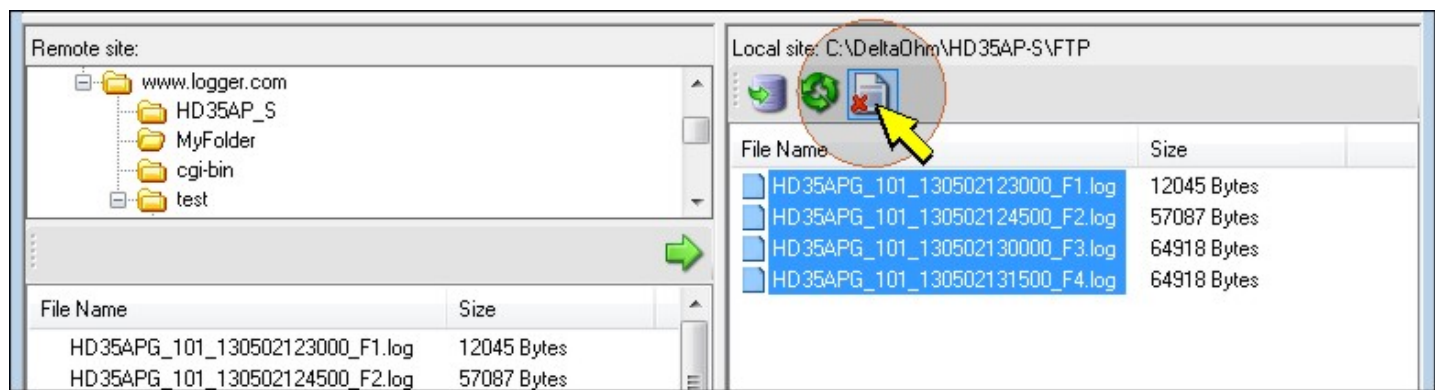 Remote site:
www.logger.com
HD35AP_S
MyFolder
cgi-bin
test
File Name Size
HD35APG_101_130502123000_F1.log 12045 Bytes
HD35APG_101_130502124500_F2.log 57087 Bytes
Local site: C:\DeltaOhm\HD35AP-S\FTP
File Name Size
HD35APG_101_130502123000_F1.log 12045 Bytes
HD35APG_101_130502124500_F2.log 57087 Bytes
HD35APG_101_130502130000_F3.log 64918 Bytes
HD35APG_101_130502131500_F4.log 64918 Bytes